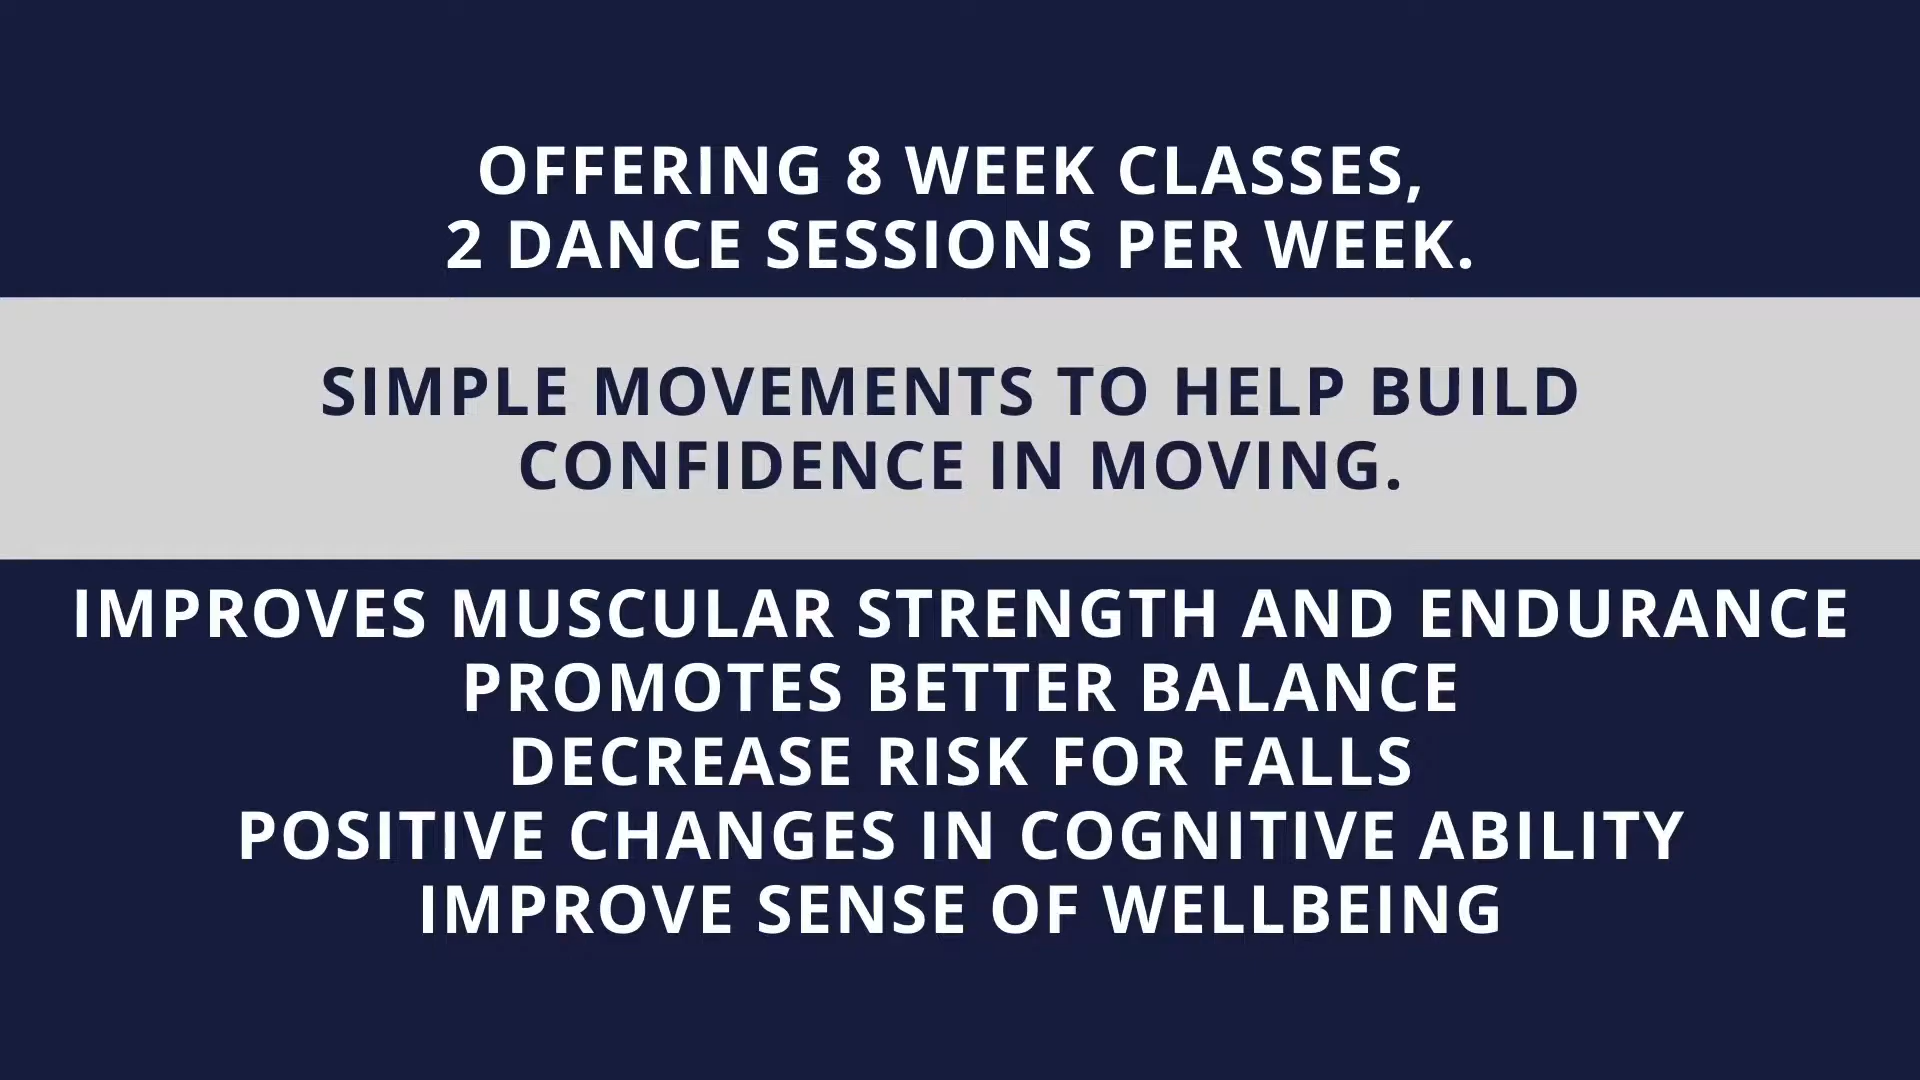 OFFERING 8 WEEK CLASSES,
2 DANCE SESSIONS PER WEEK.
SIMPLE MOVEMENTS TO HELP BUILD
CONFIDENCE IN MOVING.
IMPROVES MUSCULAR STRENGTH AND ENDURANCE
PROMOTES BETTER BALANCE
DECREASE RISK FOR FALLS
POSITIVE CHANGES IN COGNITIVE ABILITY
IMPROVE SENSE OF WELLBEING